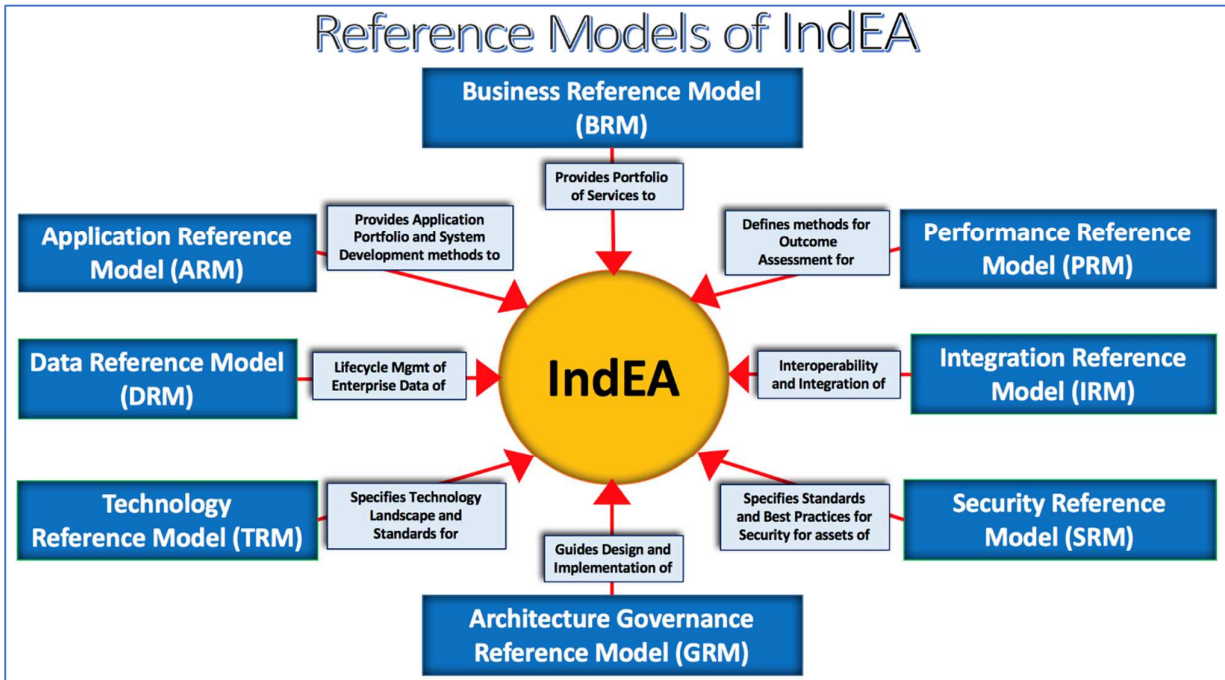 Reference Models of IndEA
Business Reference Model
(BRM)
Provides Portfolio
of Services to
Application Reference
Model (ARM)
Provides Application
Portfolio and System
Development methods to
Defines methods for
Outcome
Assessment for
Performance Reference
Model (PRM)
Data Reference Model
(DRM)
Lifecycle Mgmt of
Enterprise Data of
IndEA
Interoperability
and Integration of
Integration Reference
Model (IRM)
Technology
Reference Model (TRM)
Specifies Technology
Landscape and
Standards for
Specifies Standards
and Best Practices for
Security for assets of
Security Reference
Model (SRM)
Guides Design and
Implementation of
Architecture Governance
Reference Model (GRM)